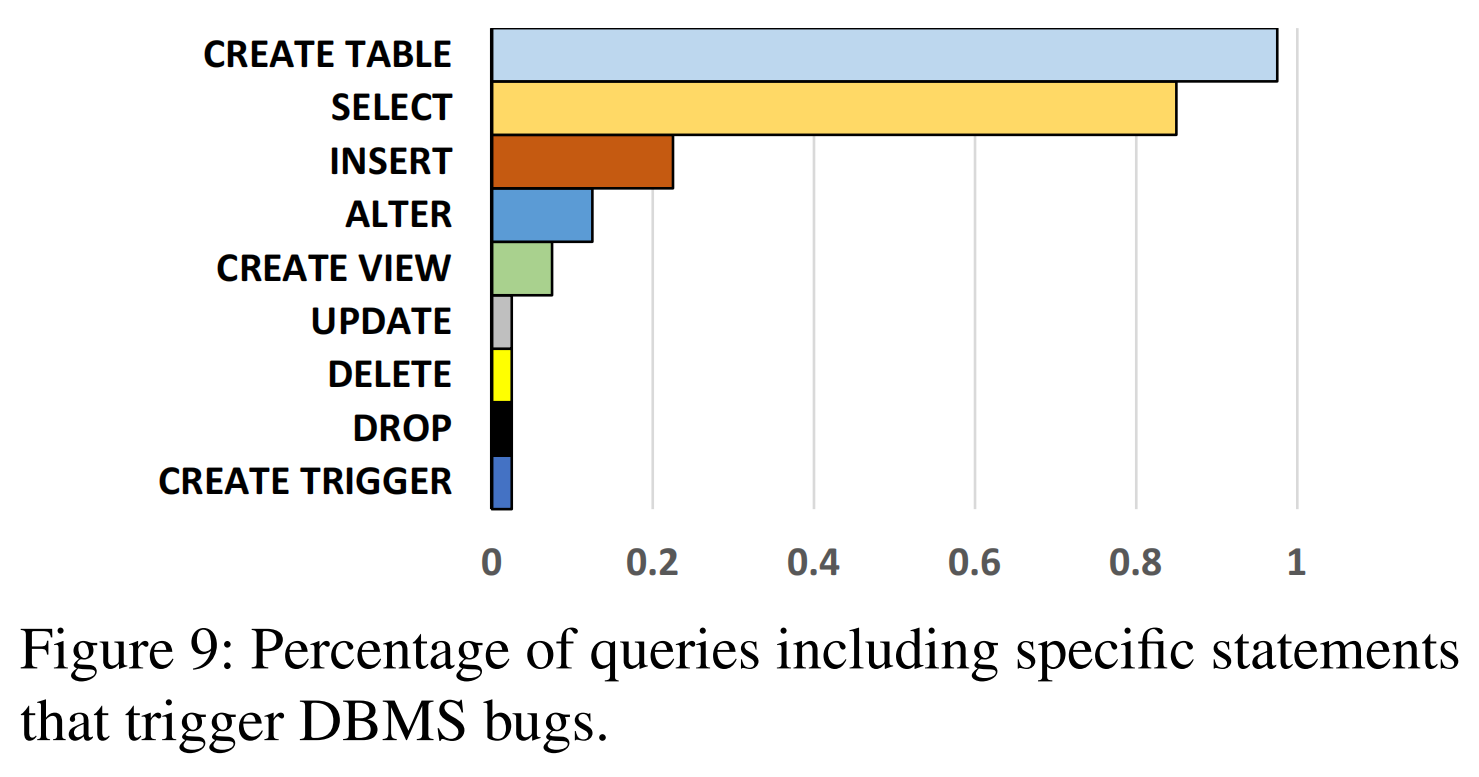 CREATE TABLE
SELECT
INSERT
ALTER
CREATE VIEW
UPDATE
DELETE
DROP
CREATE TRIGGER
0 0.2 0.4 0.6 0.8 1
Figure 9: Percentage of queries including specific statements
that trigger DBMS bugs.